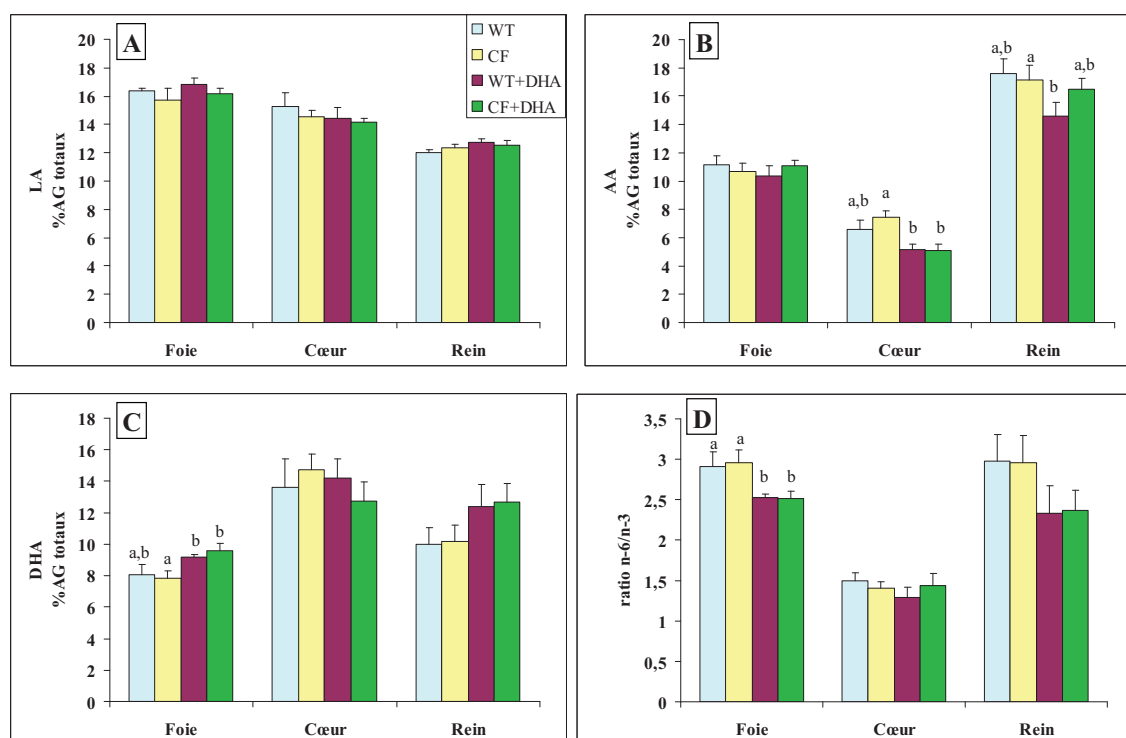 A
WT
CF
WT+DHA
CF+DHA
20
18
16
14
12
10
8
6
4
2
0
LA
%AG totaux
Foie Cœur Rein
B
20
18
16
14
12
10
8
6
4
2
0
AA
%AG totaux
a,b a b b
a,b a b a,b
Foie Cœur Rein
C
18
16
14
12
10
8
6
4
2
0
DHA
%AG totaux
a,b a b b
Foie Cœur Rein
D
3,5
3
2,5
2
1,5
1
0,5
0
ratio n-6/n-3
a a b b
Foie Cœur Rein